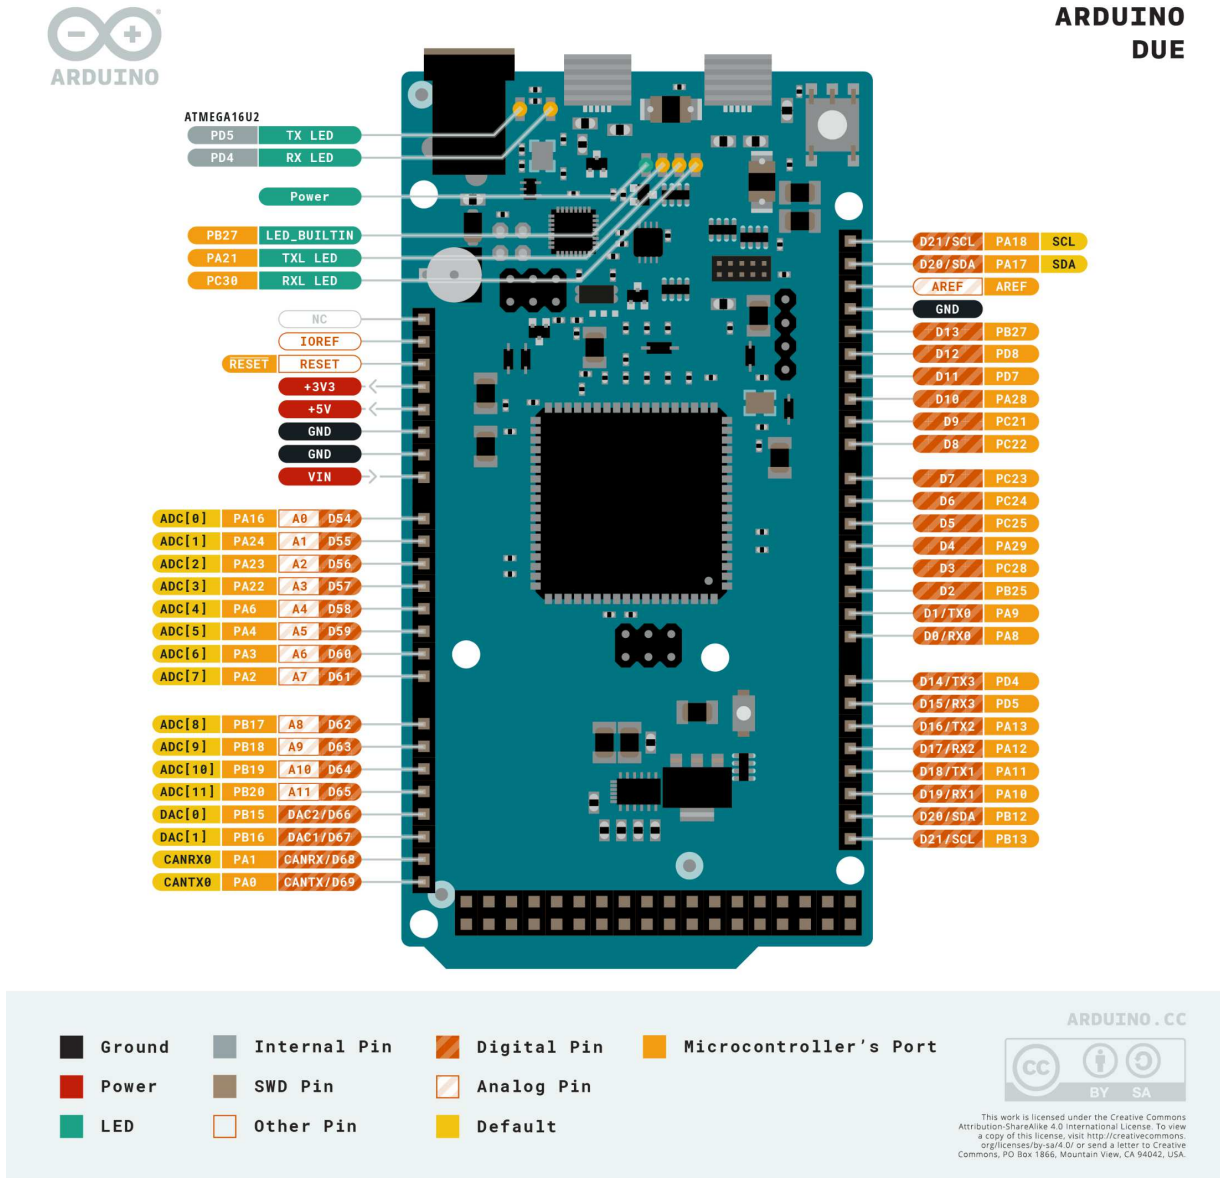 ARDUINO
DUE
ARDUINO
ATMEGA16U2
PD5 TX LED
PD4 RX LED
Power
PB27 LED_BUILTIN
PA21 TXL LED
PC30 RXL LED
NC
IOREF
RESET RESET
+3V3
+5V
GND
GND
VIN
ADC[0] PA16 A0 D54
ADC[1] PA24 A1 D55
ADC[2] PA23 A2 D56
ADC[3] PA22 A3 D57
ADC[4] PA6 A4 D58
ADC[5] PA4 A5 D59
ADC[6] PA3 A6 D60
ADC[7] PA2 A7 D61
ADC[8] PB17 A8 D62
ADC[9] PB18 A9 D63
ADC[10] PB19 A10 D64
ADC[11] PB20 A11 D65
DAC[0] PB15 DAC2/D66
DAC[1] PB16 DAC1/D67
CANRX0 PA1 CANRX/D68
CANTX0 PA0 CANTX/D69
D21/SCL PA18 SCL
D20/SDA PA17 SDA
AREF AREF
GND
D13 PB27
D12 PD8
D11 PD7
D10 PA28
D9 PC21
D8 PC22
D7 PC23
D6 PC24
D5 PC25
D4 PA29
D3 PC28
D2 PB25
D1/TX0 PA9
D0/RX0 PA8
D14/TX3 PD4
D15/RX3 PD5
D16/TX2 PA13
D17/RX2 PA12
D18/TX1 PA11
D19/RX1 PA10
D20/SDA PB12
D21/SCL PB13
Ground
Power
LED
Internal Pin
SWD Pin
Other Pin
Digital Pin
Analog Pin
Default
Microcontroller's Port
ARDUINO.CC
CC
BY SA
This work is licensed under the Creative Commons
Attribution-ShareAlike 4.0 International License. To view
a copy of this license, visit http://creativecommons.
org/licenses/by-sa/4.0/ or send a letter to Creative
Commons, PO Box 1866, Mountain View, CA 94042, USA.